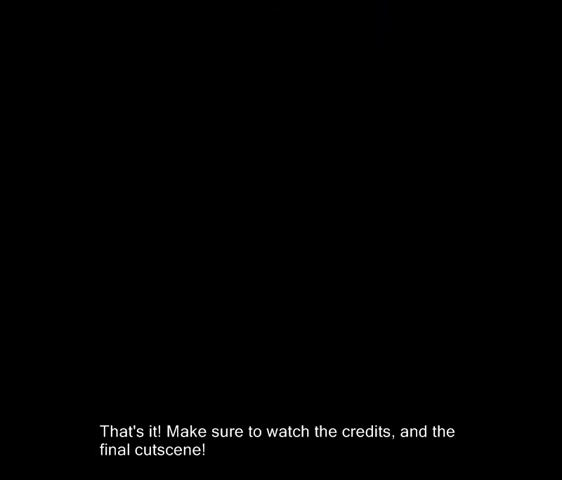 That's it! Make sure to watch the credits, and the
final cutscene!